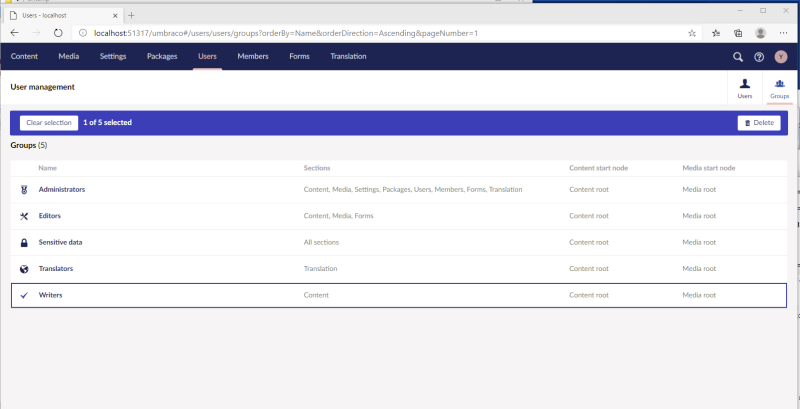 Users - localhost
localhost:51317/umbraco#/users/users/groups?orderBy=Name&orderDirection=Ascending&pageNumber=1
Content Media Settings Packages Users Members Forms Translation Y
User management Users Groups
Clear selection 1 of 5 selected Delete
Groups (5)
Name Sections Content start node Media start node
Administrators Content, Media, Settings, Packages, Users, Members, Forms, Translation Content root Media root
Editors Content, Media, Forms Content root Media root
Sensitive data All sections Content root Media root
Translators Translation Content root Media root
Writers Content Content root Media root